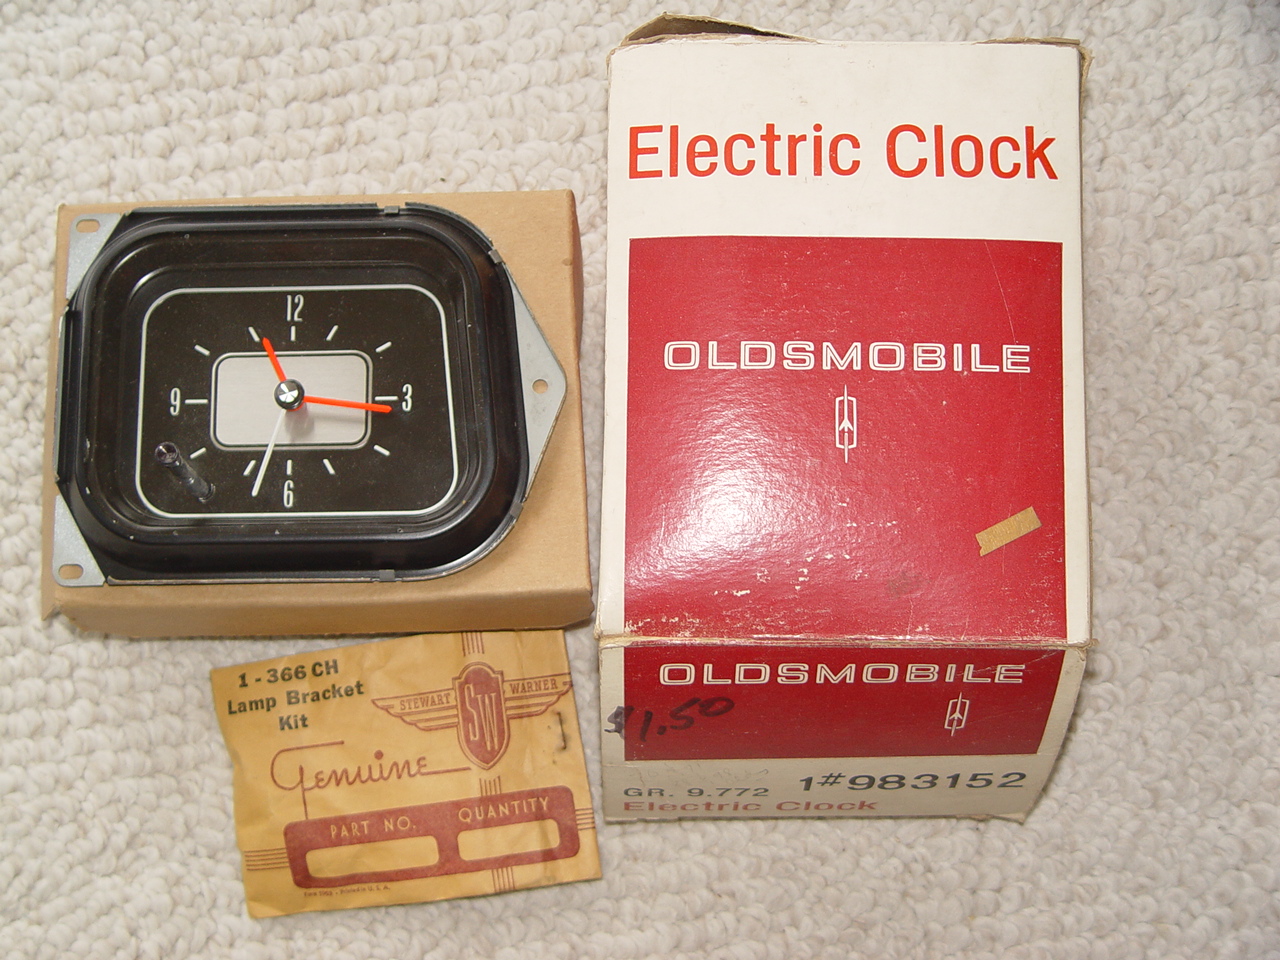 12
9
3
6
Electric Clock
OLDSMOBILE
OLDSMOBILE
$1.50
GR. 9.772 1#983152
Electric Clock
1-366 CH
Lamp Bracket
Kit
STEWART WARNER
SW
Genuine
PART NO. QUANTITY